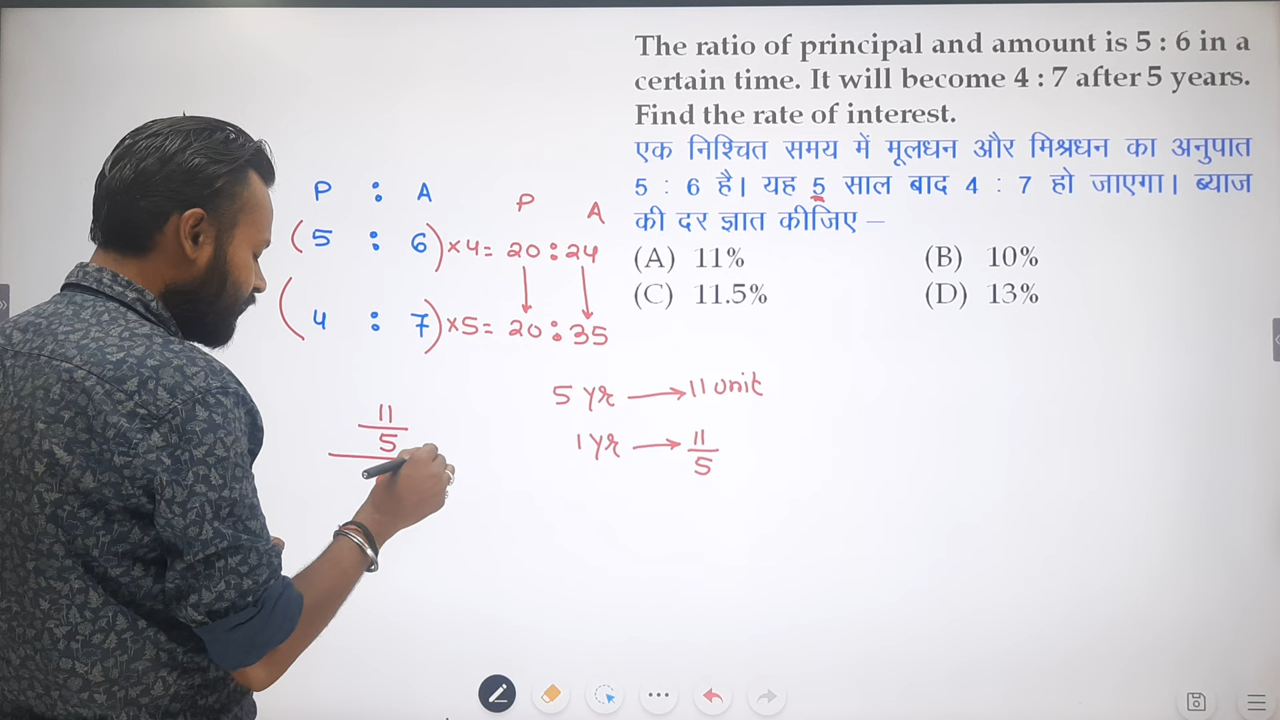 The ratio of principal and amount is 5 : 6 in a
certain time. It will become 4 : 7 after 5 years.
Find the rate of interest.
एक निश्चित समय में मूलधन और मिश्रधन का अनुपात
5 : 6 है। यह 5 साल बाद 4 : 7 हो जाएगा। ब्याज
की दर ज्ञात कीजिए –
(A) 11% (B) 10%
(C) 11.5% (D) 13%
P : A P A
(5 : 6)×4= 20:24
(4 : 7)×5= 20:35
5 yr → 11 unit
1 yr → 11/5
11/5